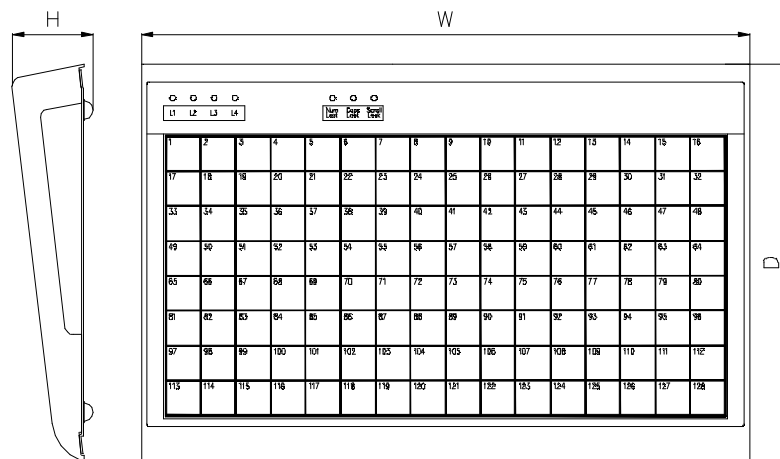 H W
L1 L2 L3 L4 Num Caps Scroll
Lock Lock Lock
1 2 3 4 5 6 7 8 9 10 11 12 13 14 15 16
17 18 19 20 21 22 23 24 25 26 27 28 29 30 31 32
D
33 34 35 36 37 38 39 40 41 42 43 44 45 46 47 48
49 50 51 52 53 54 55 56 57 58 59 60 61 62 63 64
65 66 67 68 69 70 71 72 73 74 75 76 77 78 79 80
81 82 83 84 85 86 87 88 89 90 91 92 93 94 95 96
97 98 99 100 101 102 103 104 105 106 107 108 109 110 111 112
113 114 115 116 117 118 119 120 121 122 123 124 125 126 127 128